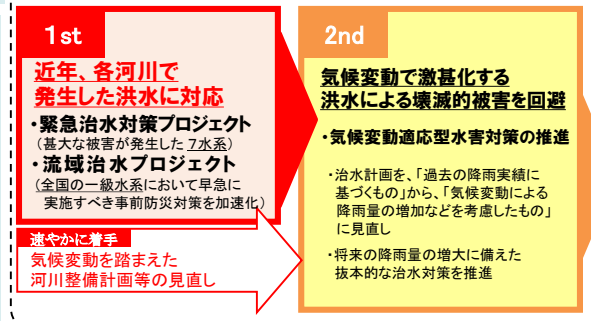 1st
近年、各河川で
発生した洪水に対応
・緊急治水対策プロジェクト
（甚大な被害が発生した 7水系）
・流域治水プロジェクト
（全国の一級水系において早急に
実施すべき事前防災対策を加速化）
速やかに着手
気候変動を踏まえた
河川整備計画等の見直し
2nd
気候変動で激甚化する
洪水による壊滅的被害を回避
・気候変動適応型水害対策の推進
・治水計画を、「過去の降雨実績に
基づくもの」から、「気候変動による
降雨量の増加などを考慮したもの」
に見直し
・将来の降雨量の増大に備えた
抜本的な治水対策を推進